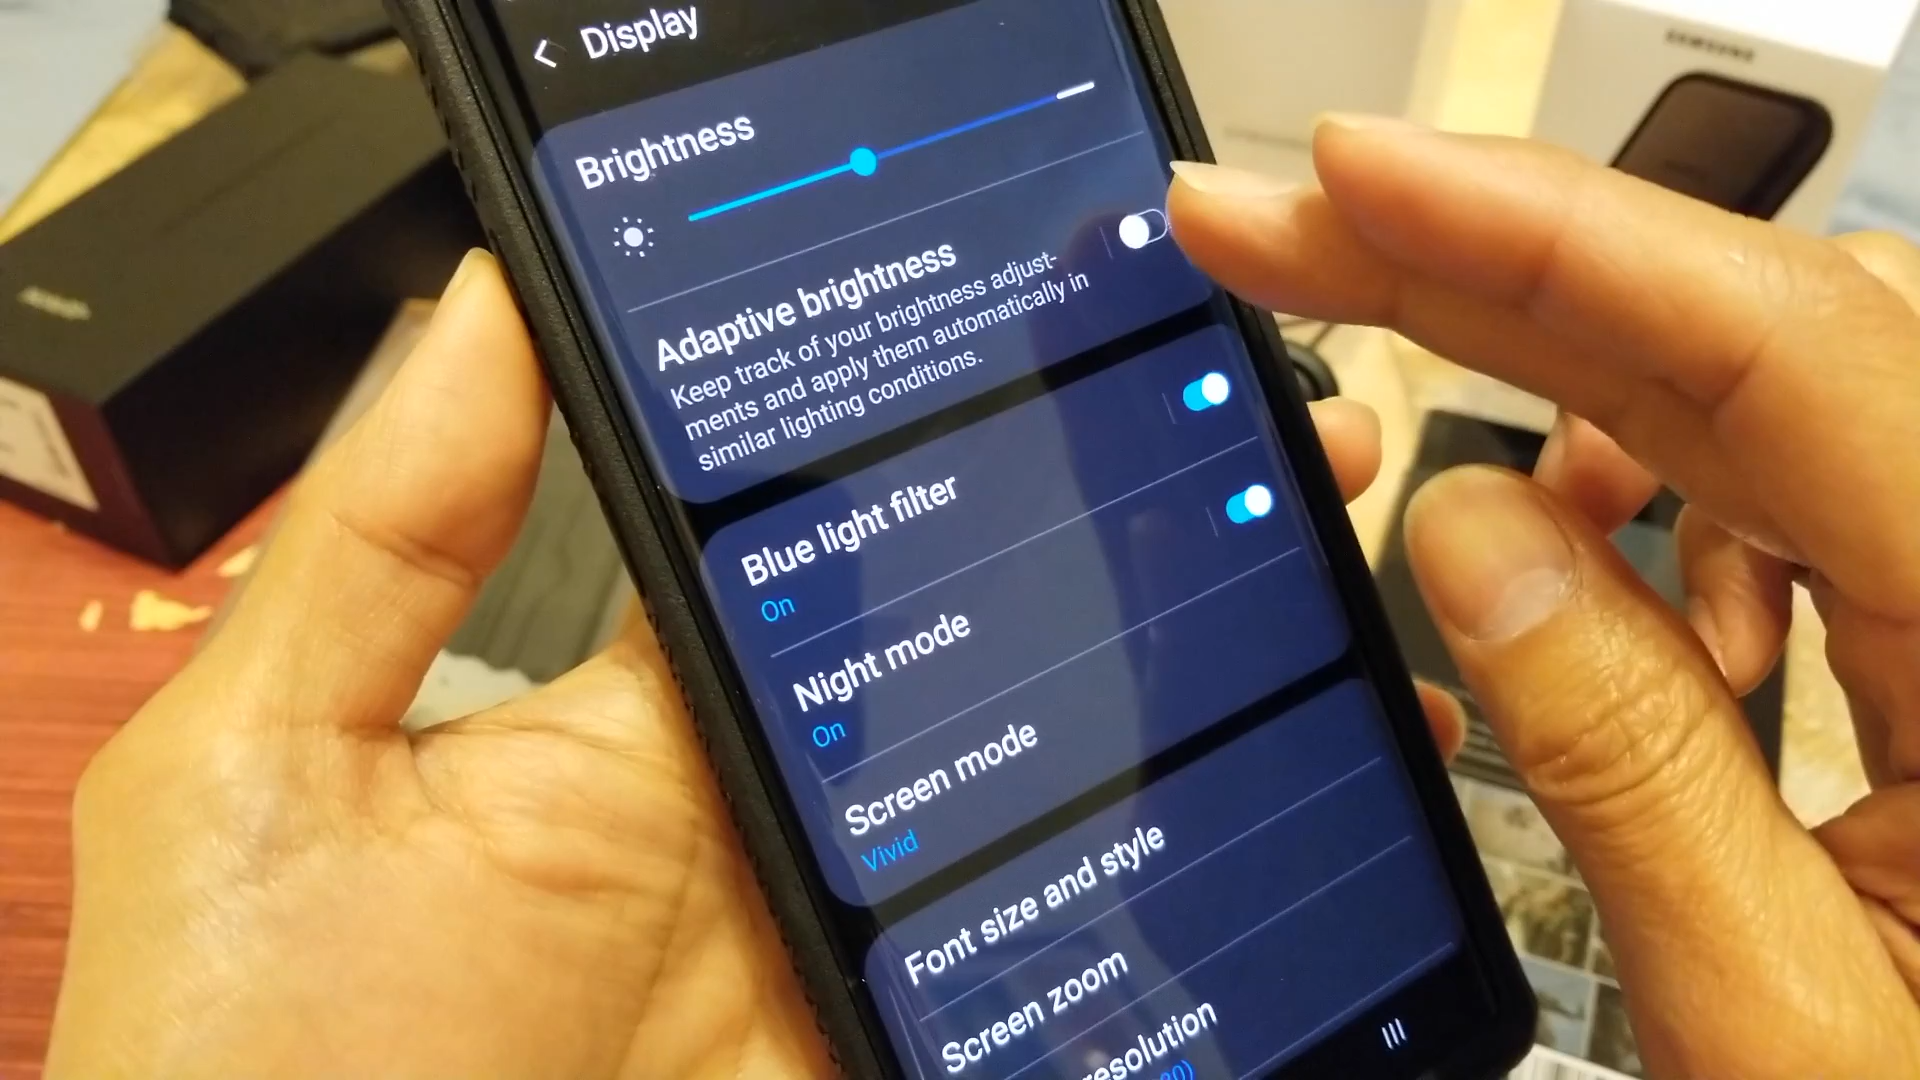 Display
Brightness
Adaptive brightness
Keep track of your brightness adjust-
ments and apply them automatically in
similar lighting conditions.
Blue light filter
On
Night mode
On
Screen mode
Vivid
Font size and style
Screen zoom
resolution
SAMSUNG